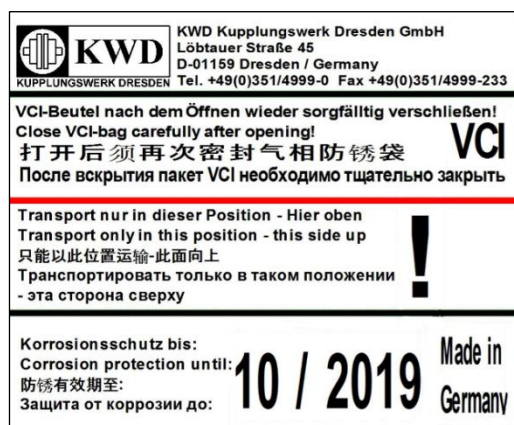 KWD
KUPPLUNGSWERK DRESDEN
KWD Kupplungswerk Dresden GmbH
Löbtauer Straße 45
D-01159 Dresden / Germany
Tel. +49(0)351/4999-0 Fax +49(0)351/4999-233
VCI-Beutel nach dem Öffnen wieder sorgfälltig verschließen!
Close VCI-bag carefully after opening!
VCI
打开后须再次密封气相防锈袋
После вскрытия пакет VCI необходимо тщательно закрыть
Transport nur in dieser Position - Hier oben
Transport only in this position - this side up
只能以此位置运输-此面向上
Транспортировать только в таком положении
- эта сторона сверху
!
Korrosionsschutz bis:
Corrosion protection until:
防锈有效期至:
Защита от коррозии до:
10 / 2019
Made in
Germany